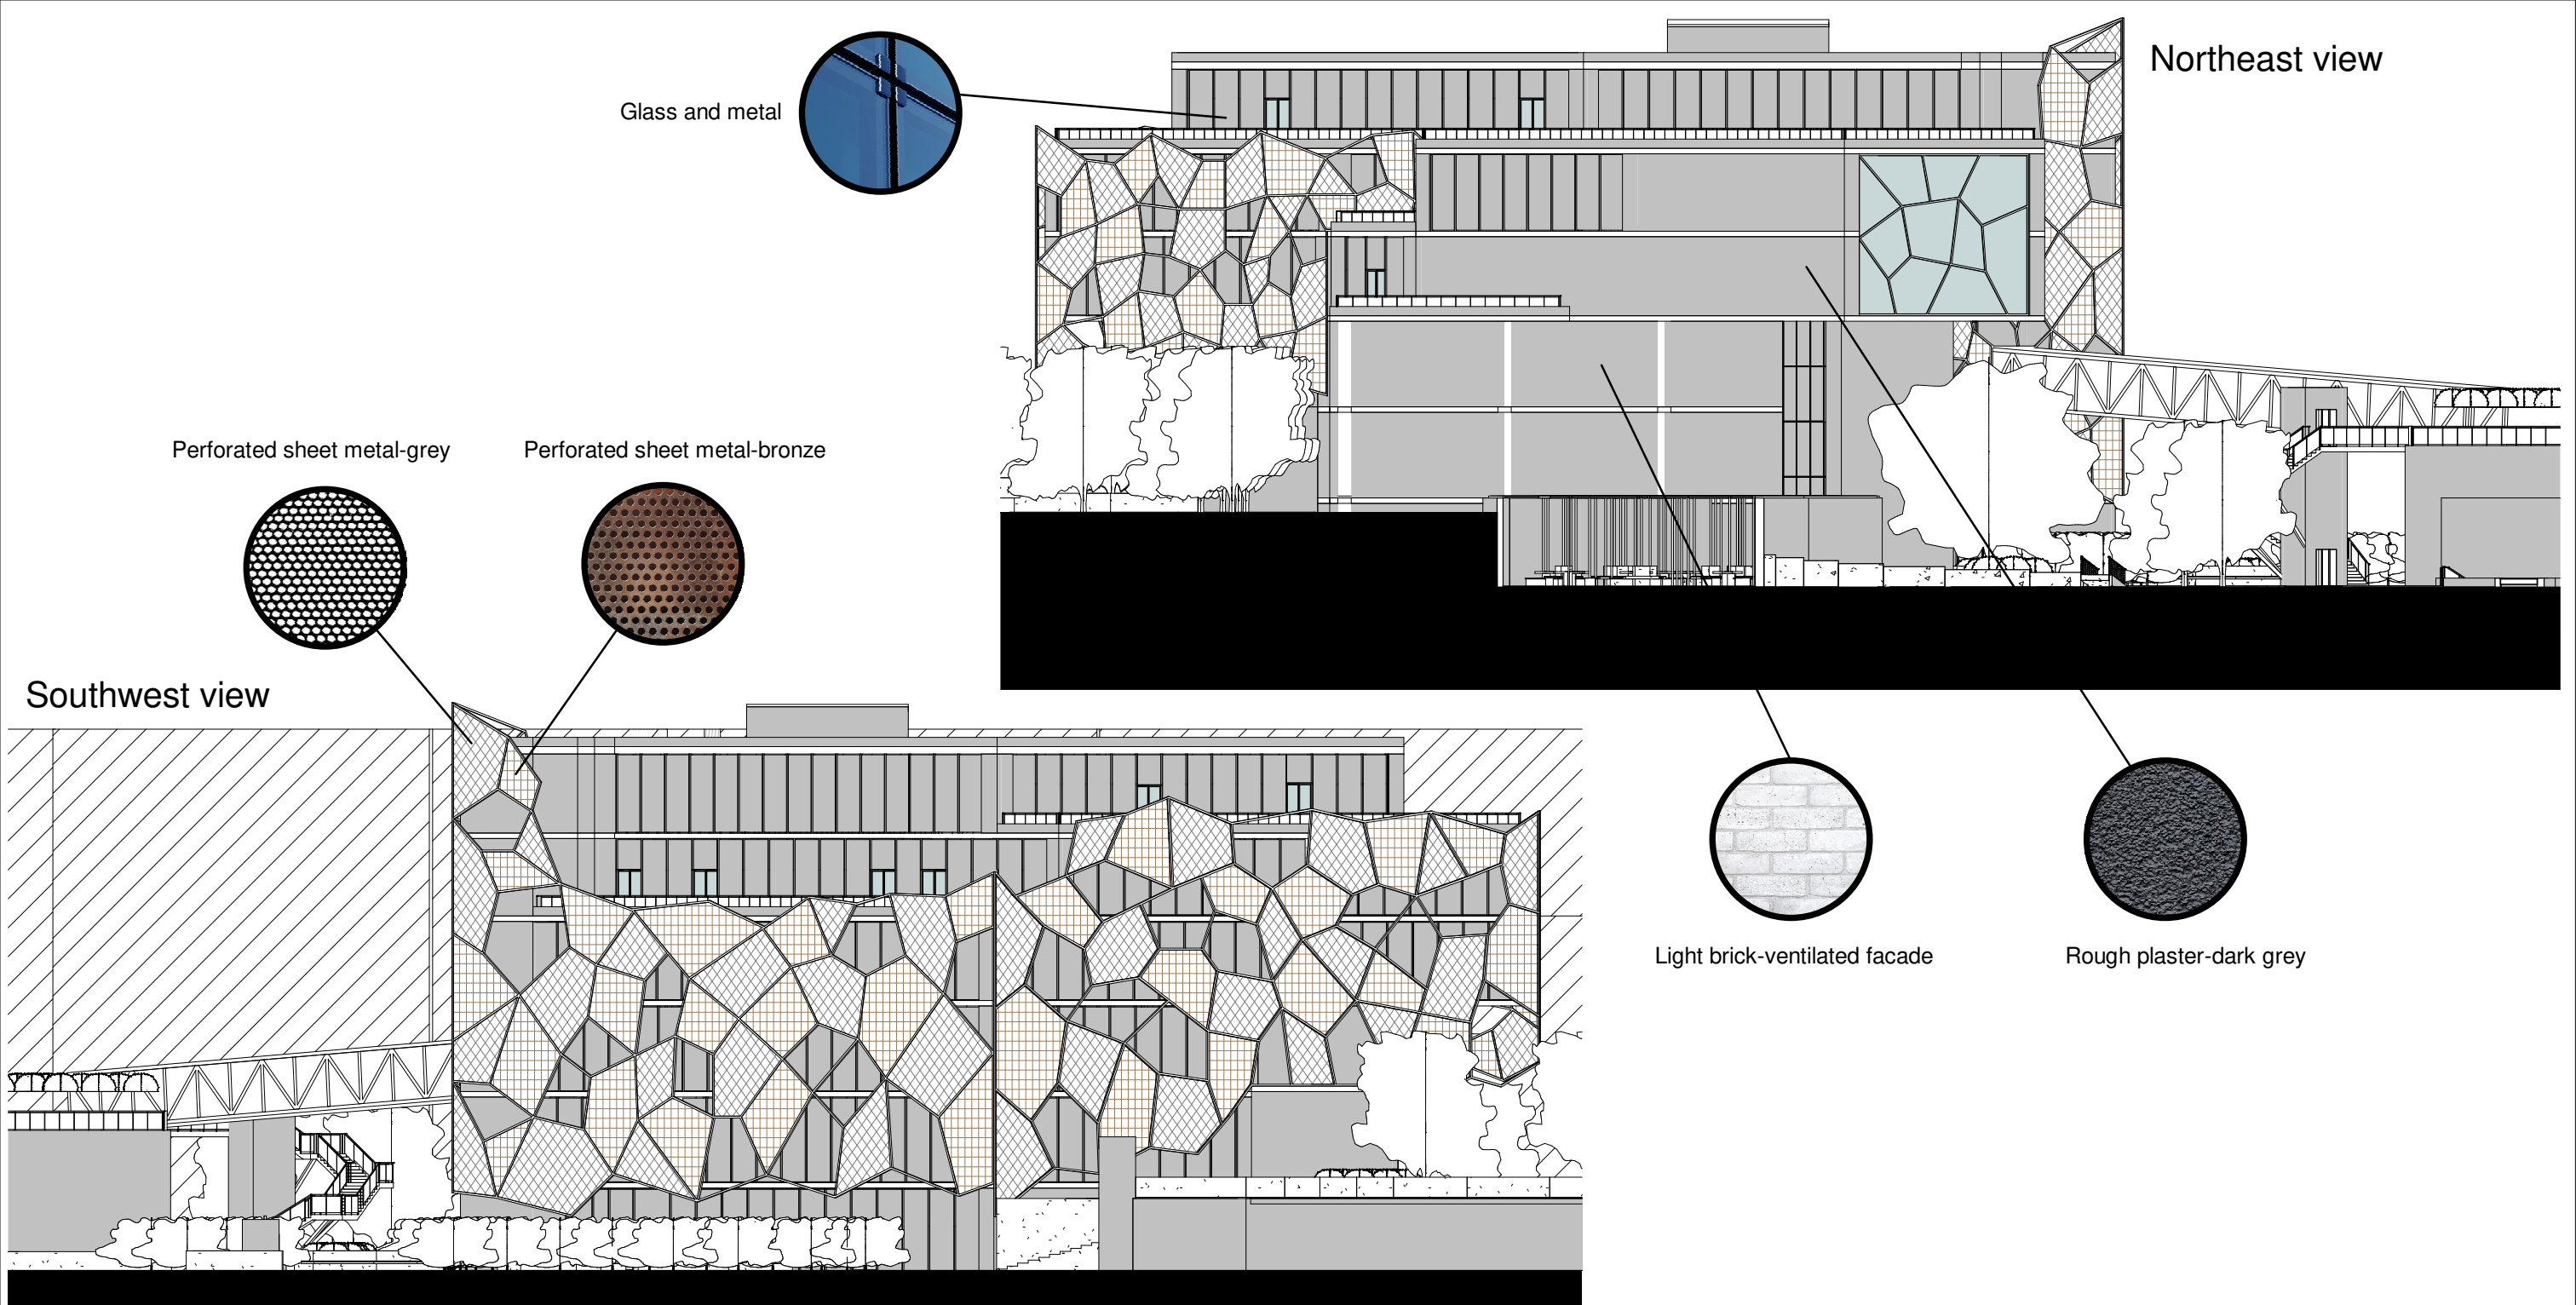 Northeast view
Glass and metal
Perforated sheet metal-grey
Perforated sheet metal-bronze
Southwest view
Light brick-ventilated facade
Rough plaster-dark grey